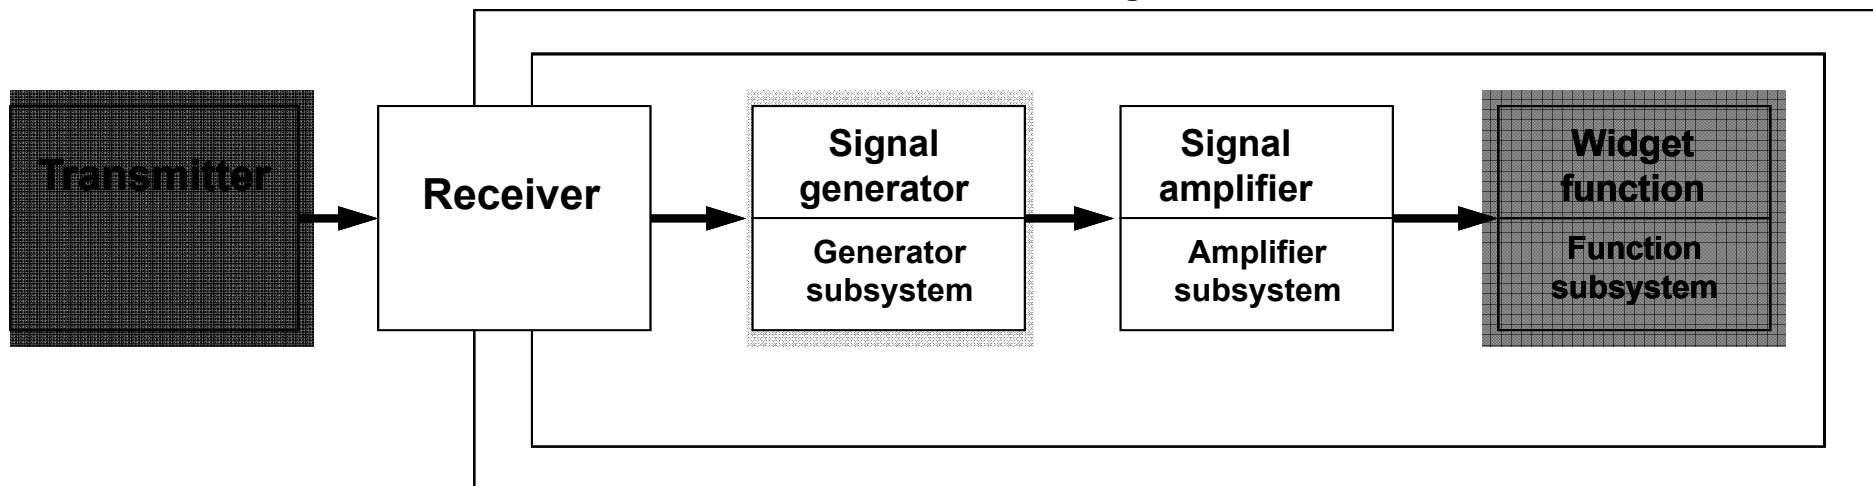 Transmitter
Receiver
Signal
generator
Generator
subsystem
Signal
amplifier
Amplifier
subsystem
Widget
function
Function
subsystem